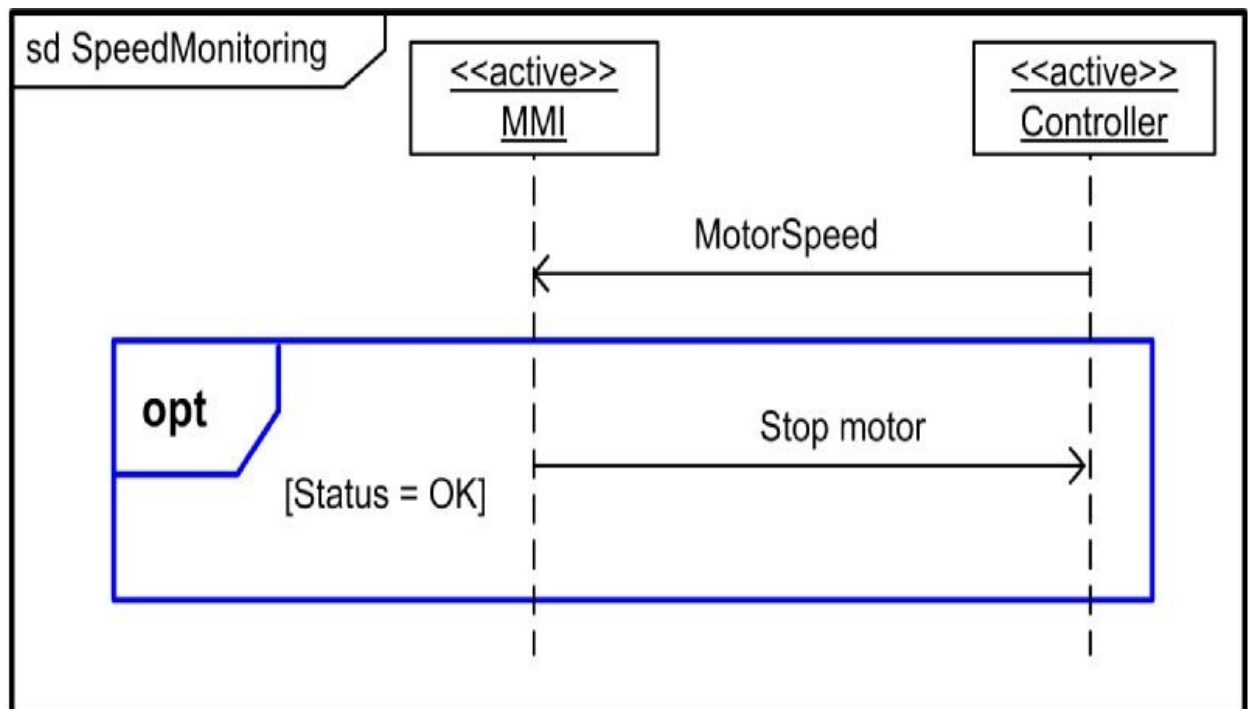 sd SpeedMonitoring
<<active>>
MMI
<<active>>
Controller
MotorSpeed
opt
Stop motor
[Status = OK]